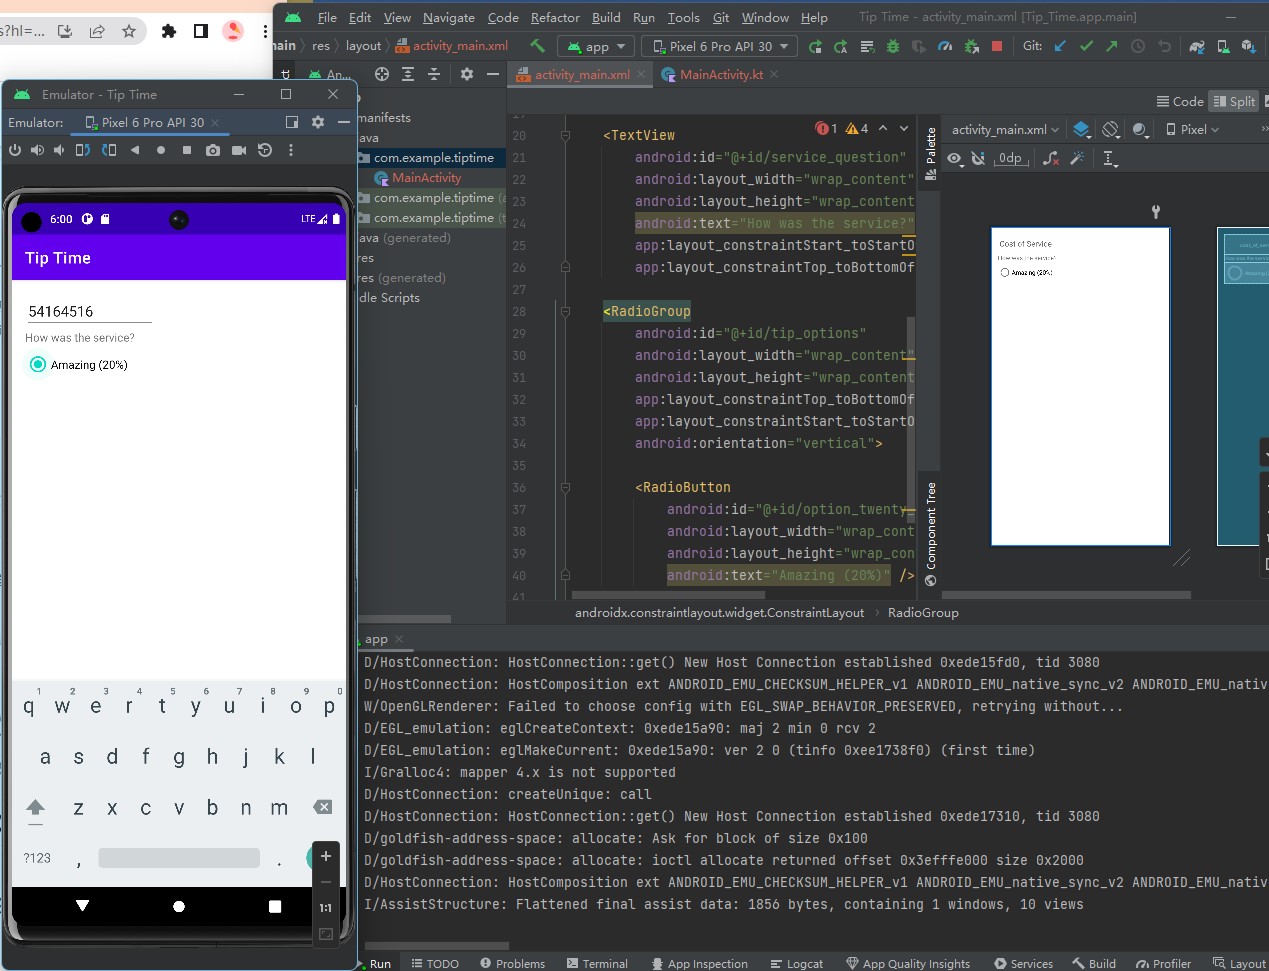 s?hl=...
File Edit View Navigate Code Refactor Build Run Tools Git Window Help Tip Time - activity_main.xml [Tip_Time.app.main]
main res layout activity_main.xml app Pixel 6 Pro API 30 Git:
An...
activity_main.xml MainActivity.kt
Code Split
Emulator - Tip Time
Emulator: Pixel 6 Pro API 30
6:00 LTE
Tip Time
54164516
How was the service?
Amazing (20%)
1 2 3 4 5 6 7 8 9 0
q w e r t y u i o p
a s d f g h j k l
z x c v b n m
?123 , .
1:1
manifests
ava
com.example.tiptime
MainActivity
com.example.tiptime
com.example.tiptime
ava (generated)
res
res (generated)
dle Scripts
1 4
20 <TextView
21 android:id="@+id/service_question"
22 android:layout_width="wrap_content"
23 android:layout_height="wrap_content
24 android:text="How was the service?"
25 app:layout_constraintStart_toStartO
26 app:layout_constraintTop_toBottomOf
27
28 <RadioGroup
29 android:id="@+id/tip_options"
30 android:layout_width="wrap_content"
31 android:layout_height="wrap_content
32 app:layout_constraintTop_toBottomOf
33 app:layout_constraintStart_toStartO
34 android:orientation="vertical">
35
36 <RadioButton
37 android:id="@+id/option_twenty_
38 android:layout_width="wrap_cont
39 android:layout_height="wrap_con
40 android:text="Amazing (20%)" />
41
androidx.constraintlayout.widget.ConstraintLayout RadioGroup
Palette
Component Tree
activity_main.xml Pixel
0dp
Cost of Service
How was the service?
Amazing (20%)
app
D/HostConnection: HostConnection::get() New Host Connection established 0xede15fd0, tid 3080
D/HostConnection: HostComposition ext ANDROID_EMU_CHECKSUM_HELPER_v1 ANDROID_EMU_native_sync_v2 ANDROID_EMU_nativ
W/OpenGLRenderer: Failed to choose config with EGL_SWAP_BEHAVIOR_PRESERVED, retrying without...
D/EGL_emulation: eglCreateContext: 0xede15a90: maj 2 min 0 rcv 2
D/EGL_emulation: eglMakeCurrent: 0xede15a90: ver 2 0 (tinfo 0xee1738f0) (first time)
I/Gralloc4: mapper 4.x is not supported
D/HostConnection: createUnique: call
D/HostConnection: HostConnection::get() New Host Connection established 0xede17310, tid 3080
D/goldfish-address-space: allocate: Ask for block of size 0x100
D/goldfish-address-space: allocate: ioctl allocate returned offset 0x3efffe000 size 0x2000
D/HostConnection: HostComposition ext ANDROID_EMU_CHECKSUM_HELPER_v1 ANDROID_EMU_native_sync_v2 ANDROID_EMU_nativ
I/AssistStructure: Flattened final assist data: 1856 bytes, containing 1 windows, 10 views
Run TODO Problems Terminal App Inspection Logcat App Quality Insights Services Build Profiler Layout